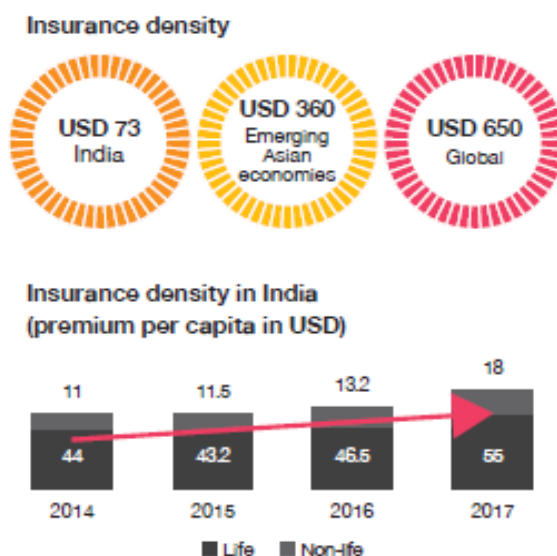 Insurance density
USD 73
India
USD 360
Emerging
Asian
economies
USD 650
Global
Insurance density in India
(premium per capita in USD)
11
11.5
13.2
18
44
43.2
46.5
55
2014
2015
2016
2017
Life
Non-life